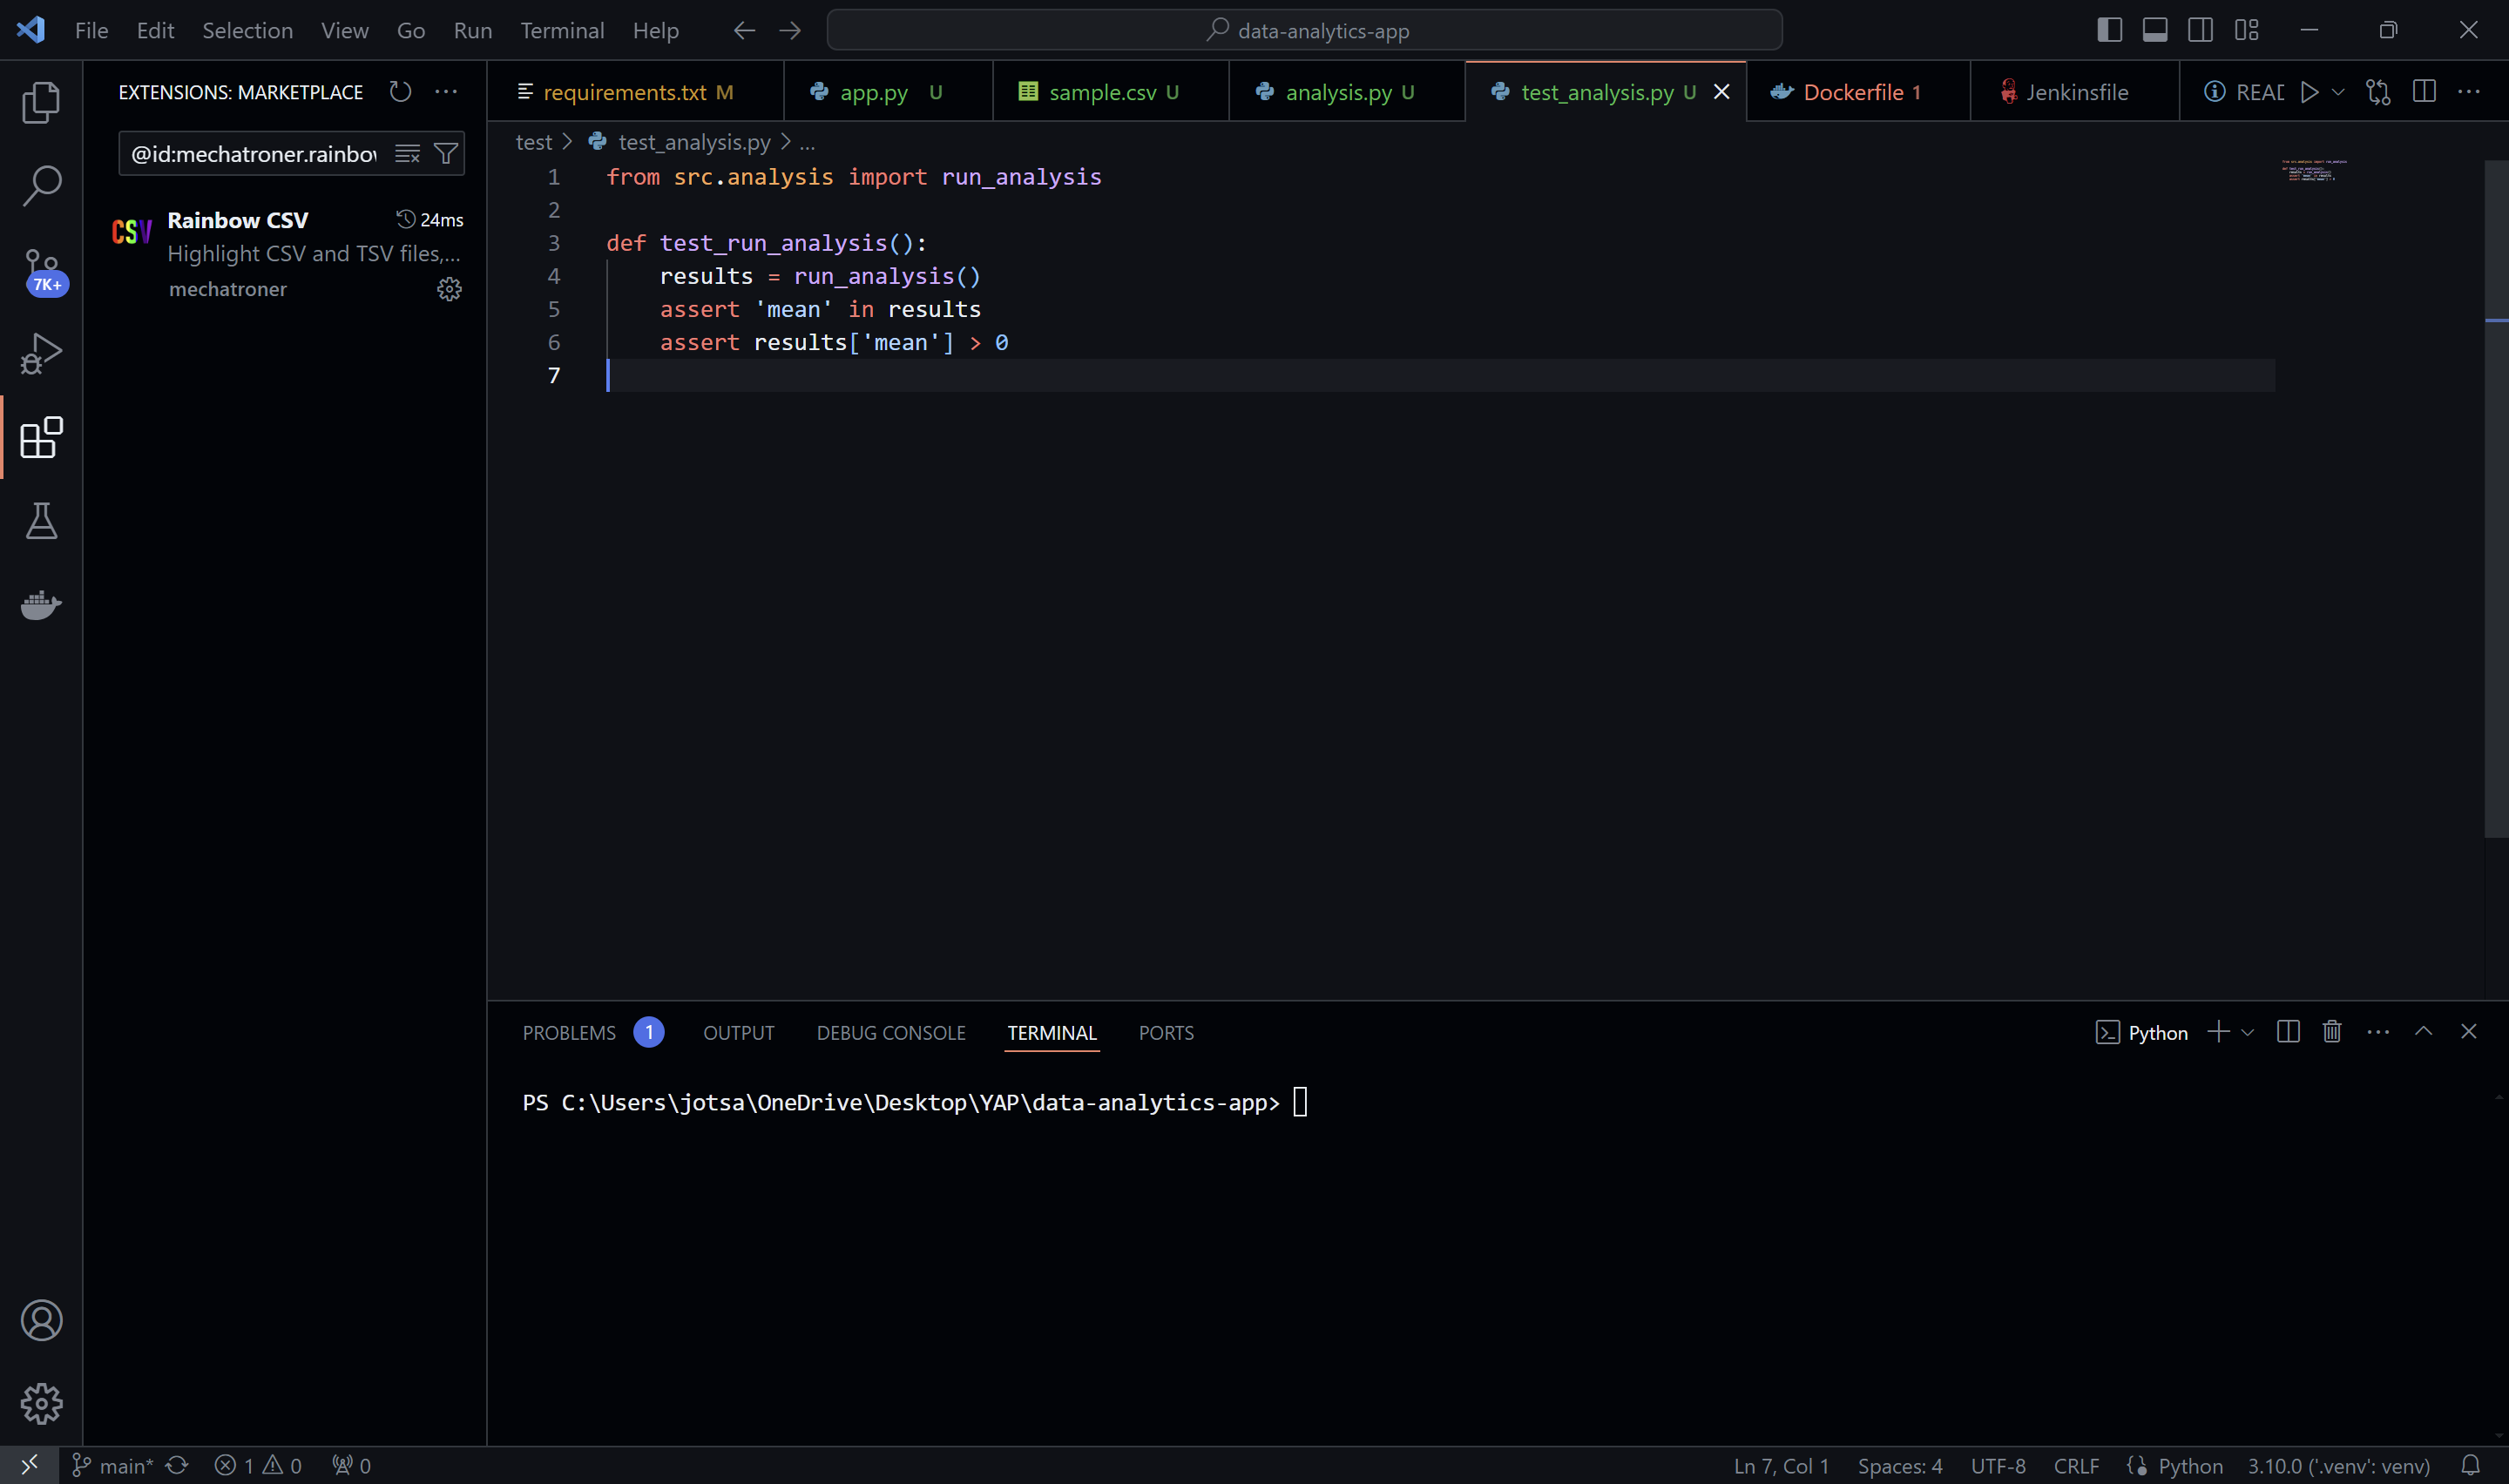 File Edit Selection View Go Run Terminal Help
data-analytics-app
EXTENSIONS: MARKETPLACE
@id:mechatroner.rainbow
CSV
Rainbow CSV 24ms
Highlight CSV and TSV files,...
mechatroner
7K+
requirements.txt M
app.py U
sample.csv U
analysis.py U
test_analysis.py U
Dockerfile 1
Jenkinsfile
READ
test > test_analysis.py > ...
1 from src.analysis import run_analysis
2
3 def test_run_analysis():
4 results = run_analysis()
5 assert 'mean' in results
6 assert results['mean'] > 0
7
PROBLEMS 1 OUTPUT DEBUG CONSOLE TERMINAL PORTS
Python
PS C:\Users\jotsa\OneDrive\Desktop\YAP\data-analytics-app>
main* 1 0 0
Ln 7, Col 1 Spaces: 4 UTF-8 CRLF Python 3.10.0 ('.venv': venv)